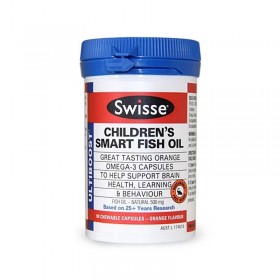 Swisse
CHILDREN'S
SMART FISH OIL
GREAT TASTING ORANGE
OMEGA-3 CAPSULES
TO HELP SUPPORT BRAIN
HEALTH, LEARNING
& BEHAVIOUR
FISH OIL - NATURAL 500 mg
Based on 25+ Years Research
90 CHEWABLE CAPSULES - ORANGE FLAVOUR
ULTIBOOST